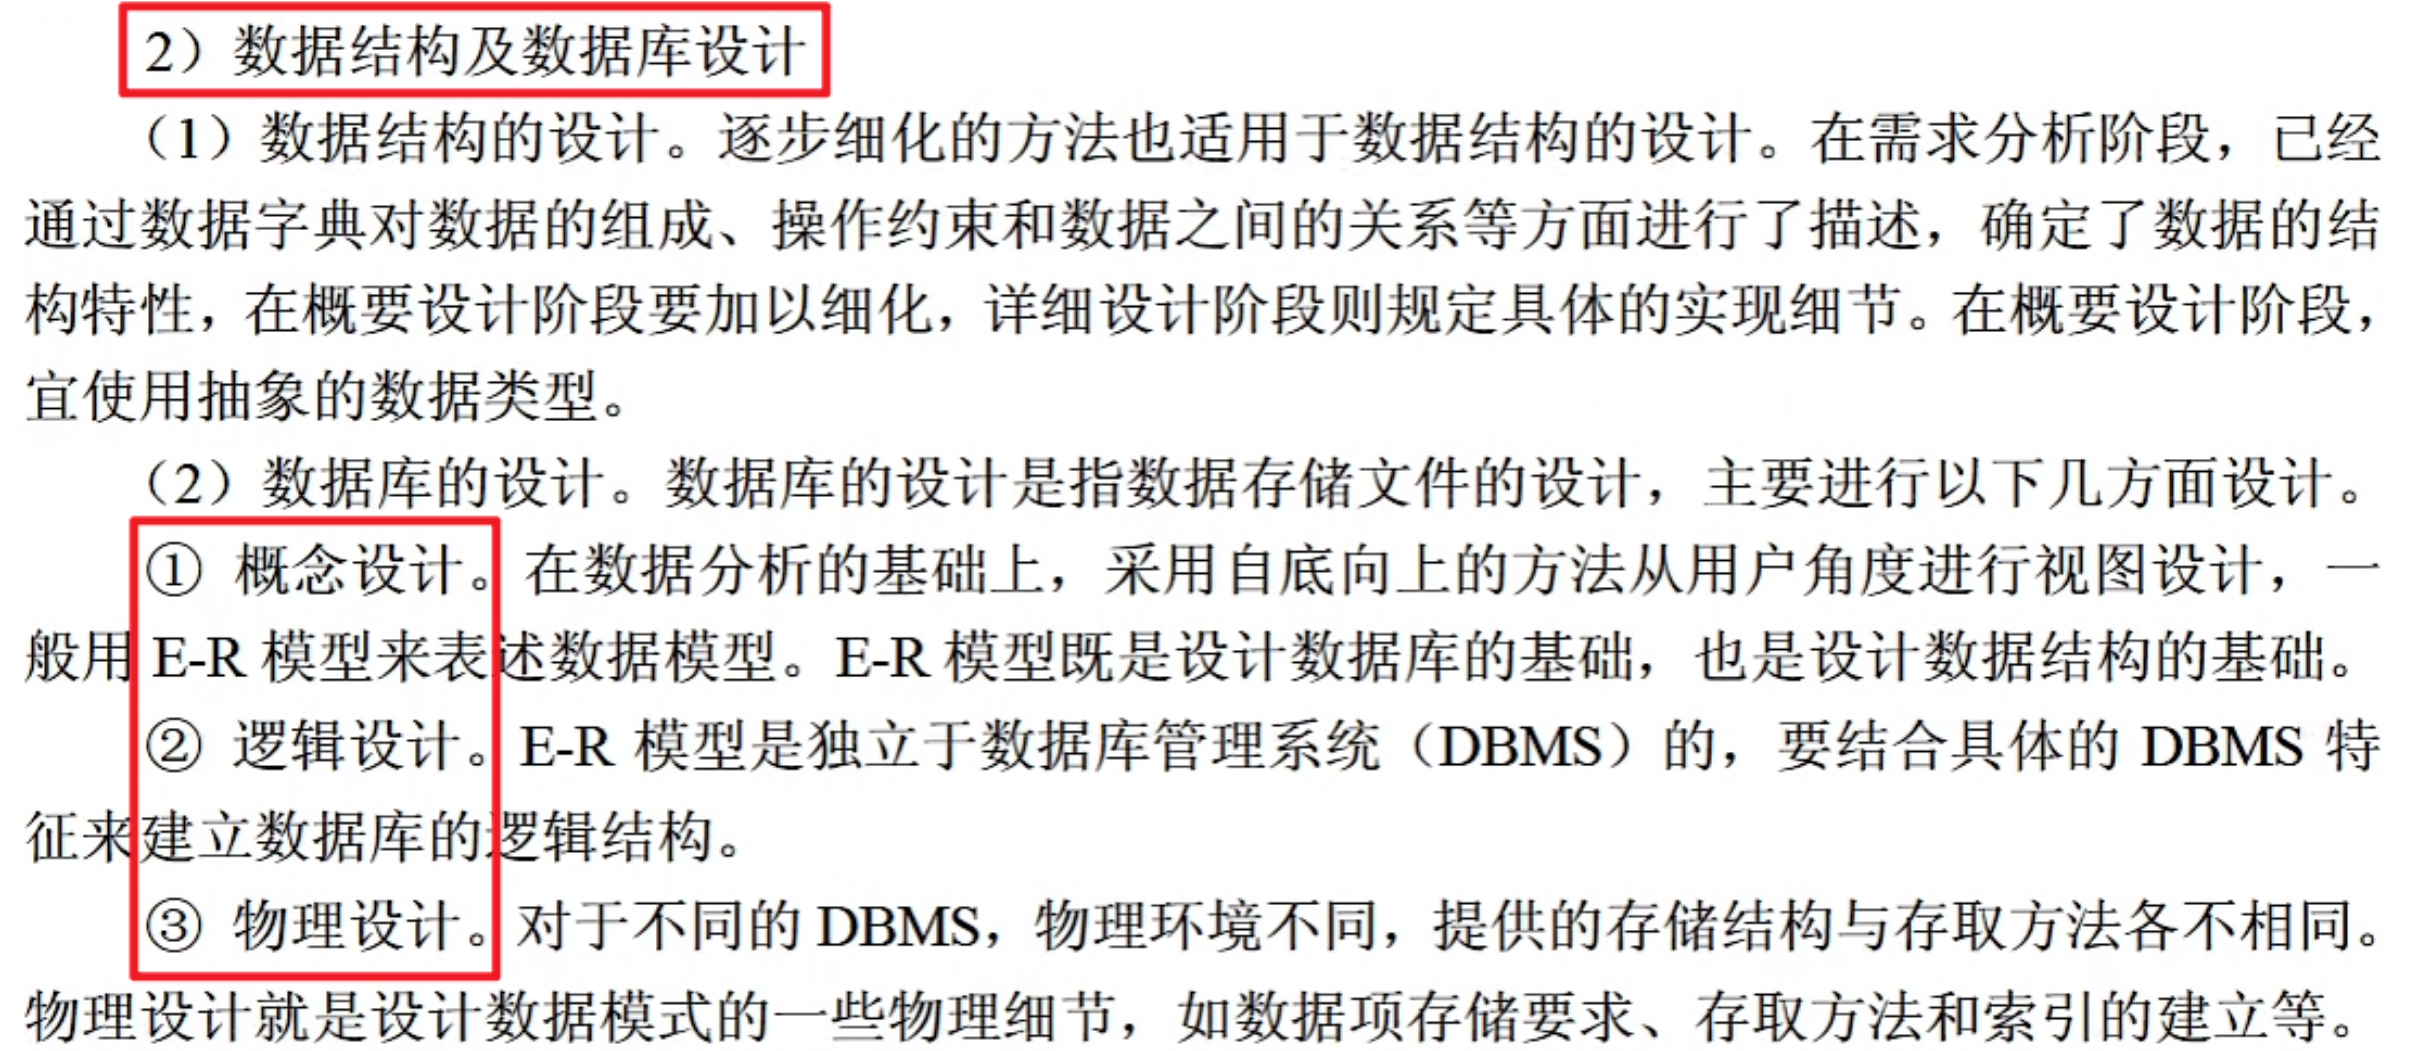 2）数据结构及数据库设计
（1）数据结构的设计。逐步细化的方法也适用于数据结构的设计。在需求分析阶段，已经
通过数据字典对数据的组成、操作约束和数据之间的关系等方面进行了描述，确定了数据的结
构特性，在概要设计阶段要加以细化，详细设计阶段则规定具体的实现细节。在概要设计阶段，
宜使用抽象的数据类型。
（2）数据库的设计。数据库的设计是指数据存储文件的设计，主要进行以下几方面设计。
① 概念设计。在数据分析的基础上，采用自底向上的方法从用户角度进行视图设计，一
般用 E-R 模型来表述数据模型。E-R 模型既是设计数据库的基础，也是设计数据结构的基础。
② 逻辑设计。E-R 模型是独立于数据库管理系统（DBMS）的，要结合具体的 DBMS 特
征来建立数据库的逻辑结构。
③ 物理设计。对于不同的 DBMS，物理环境不同，提供的存储结构与存取方法各不相同。
物理设计就是设计数据模式的一些物理细节，如数据项存储要求、存取方法和索引的建立等。